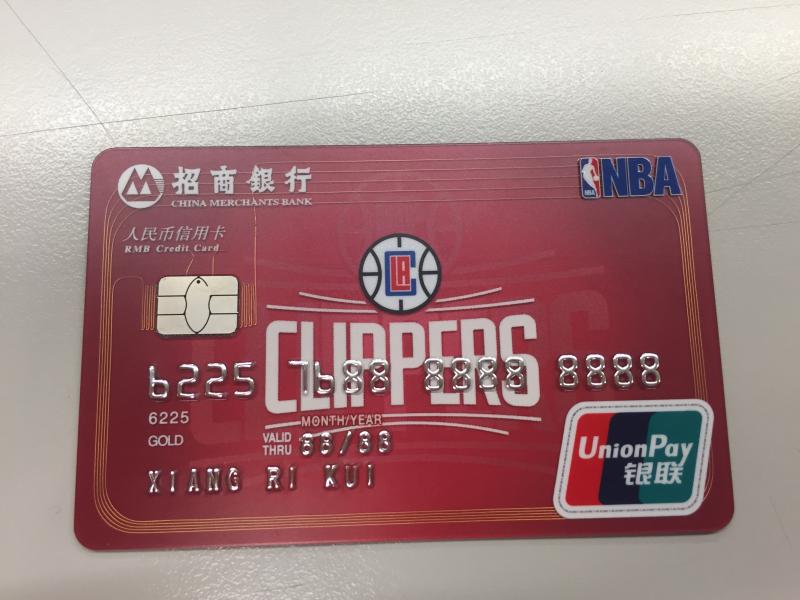 招商银行
CHINA MERCHANTS BANK
NBA
NBA
人民币信用卡
RMB Credit Card
LAC
CLIPPERS
6225 7688 8888 8888
6225
MONTH/YEAR
GOLD
VALID THRU 88/88
XIANG RI KUI
UnionPay
银联